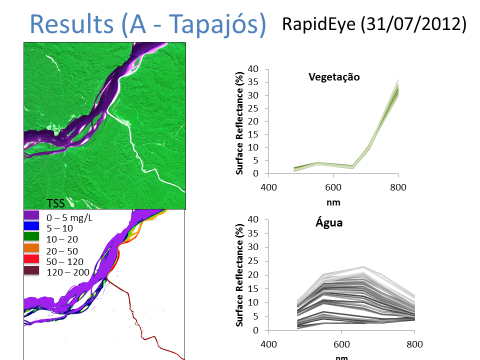 Results (A - Tapajós)
RapidEye (31/07/2012)
TSS
0 – 5 mg/L
5 – 10
10 – 20
20 – 50
50 – 120
120 – 200
Vegetação
Surface Reflectance (%)
40
35
30
25
20
15
10
5
0
400
600
800
nm
Água
Surface Reflectance (%)
40
35
30
25
20
15
10
5
0
400
600
800
nm